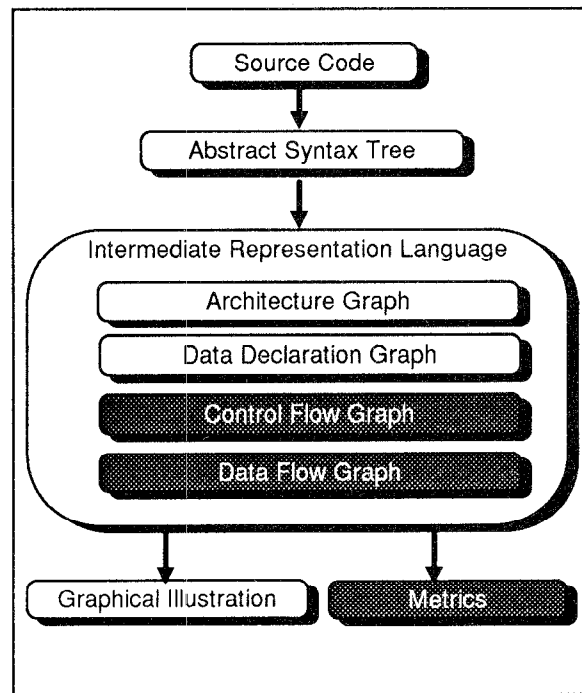 Source Code
Abstract Syntax Tree
Intermediate Representation Language
Architecture Graph
Data Declaration Graph
Control Flow Graph
Data Flow Graph
Graphical Illustration
Metrics